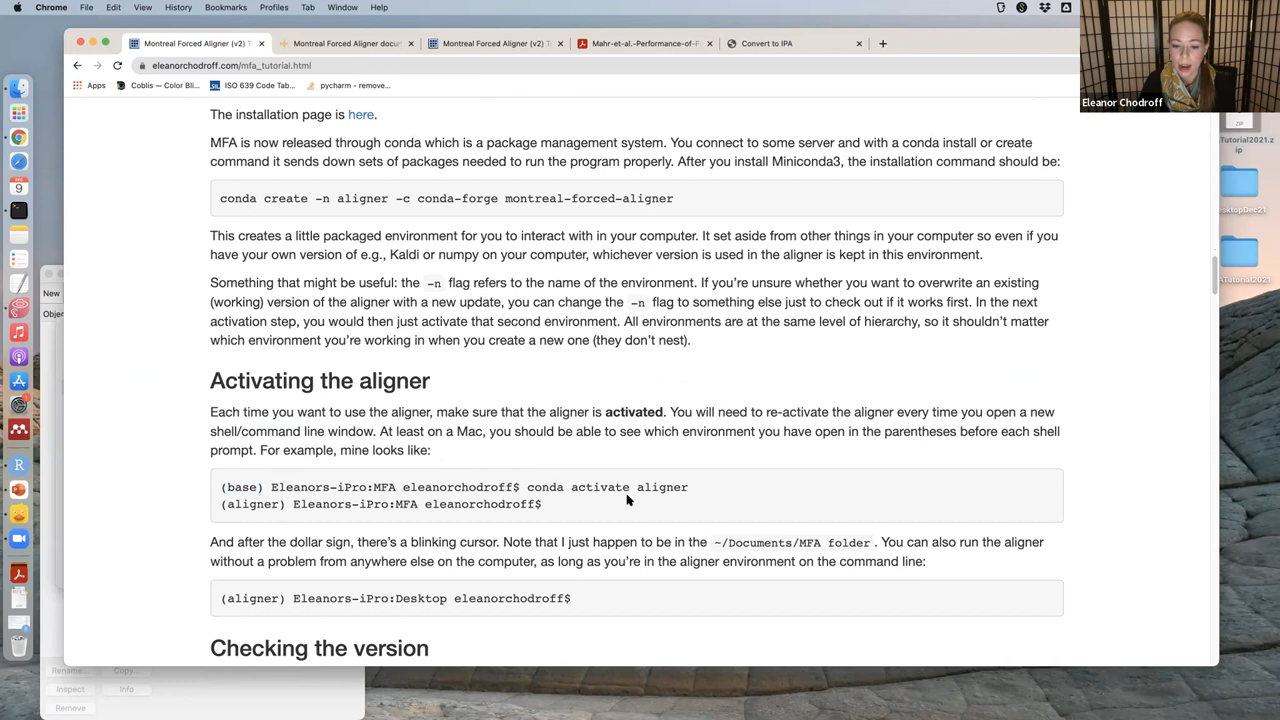 Chrome File Edit View History Bookmarks Profiles Tab Window Help
Montreal Forced Aligner (v2) T
Montreal Forced Aligner docum
Montreal Forced Aligner (v2) T
Mahr-et-al.-Performance-of-F
Convert to IPA
eleanorchodroff.com/mfa_tutorial.html
Apps Coblis — Color Bli... ISO 639 Code Tab... pycharm - remove...
Eleanor Chodroff
The installation page is here.
MFA is now released through conda which is a package management system. You connect to some server and with a conda install or create
command it sends down sets of packages needed to run the program properly. After you install Miniconda3, the installation command should be:
conda create -n aligner -c conda-forge montreal-forced-aligner
This creates a little packaged environment for you to interact with in your computer. It set aside from other things in your computer so even if you
have your own version of e.g., Kaldi or numpy on your computer, whichever version is used in the aligner is kept in this environment.
Something that might be useful: the -n flag refers to the name of the environment. If you're unsure whether you want to overwrite an existing
(working) version of the aligner with a new update, you can change the -n flag to something else just to check out if it works first. In the next
activation step, you would then just activate that second environment. All environments are at the same level of hierarchy, so it shouldn't matter
which environment you're working in when you create a new one (they don't nest).
Activating the aligner
Each time you want to use the aligner, make sure that the aligner is activated. You will need to re-activate the aligner every time you open a new
shell/command line window. At least on a Mac, you should be able to see which environment you have open in the parentheses before each shell
prompt. For example, mine looks like:
(base) Eleanors-iPro:MFA eleanorchodroff$ conda activate aligner
(aligner) Eleanors-iPro:MFA eleanorchodroff$
And after the dollar sign, there's a blinking cursor. Note that I just happen to be in the ~/Documents/MFA folder. You can also run the aligner
without a problem from anywhere else on the computer, as long as you're in the aligner environment on the command line:
(aligner) Eleanors-iPro:Desktop eleanorchodroff$
Checking the version
DEC
9
New
Objec
Rename... Copy...
Inspect Info
Remove
ZIP
Tutorial2021.z
ip